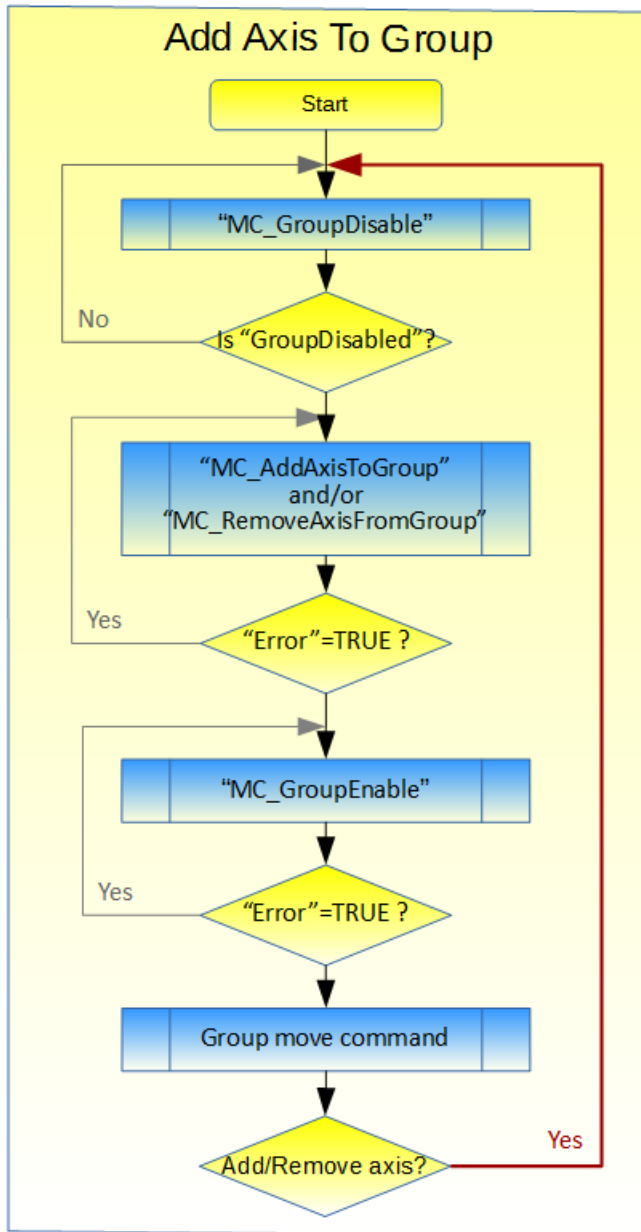 Add Axis To Group
Start
“MC_GroupDisable”
No
Is “GroupDisabled”?
“MC_AddAxisToGroup”
and/or
“MC_RemoveAxisFromGroup”
Yes
“Error”=TRUE ?
“MC_GroupEnable”
Yes
“Error”=TRUE ?
Group move command
Yes
Add/Remove axis?